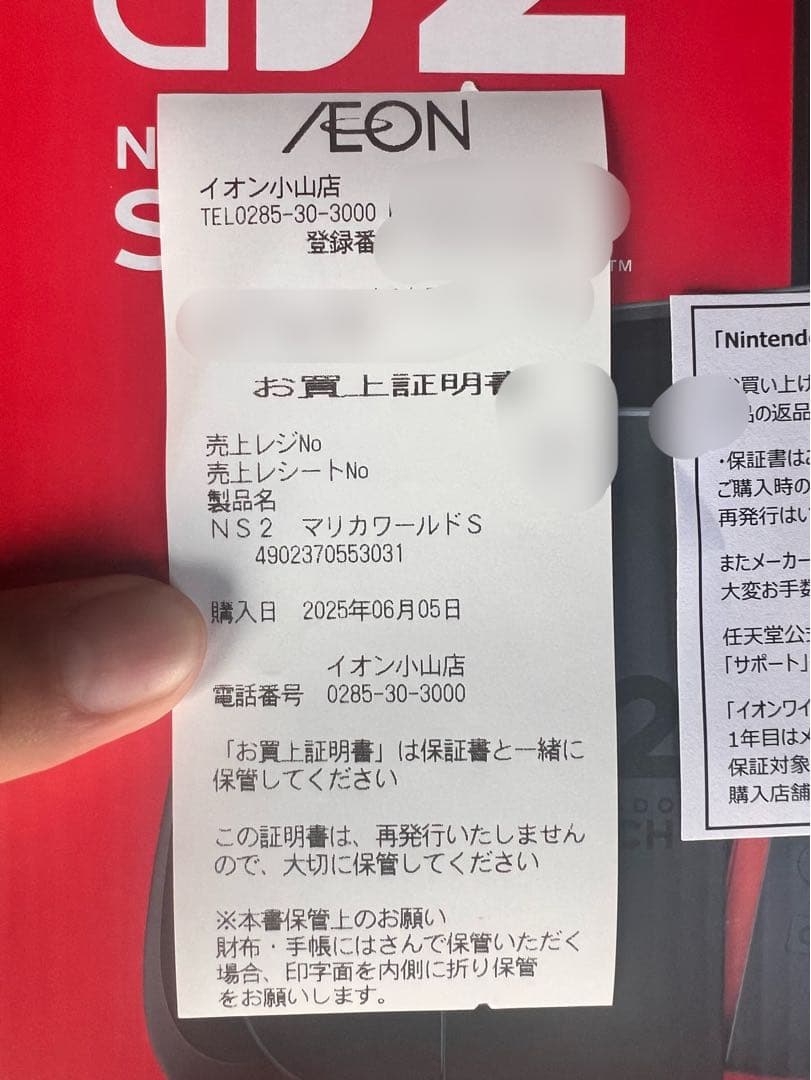 AEON
イオン小山店
TEL0285-30-3000
登録番
お買上証明書
売上レジNo
売上レシートNo
製品名
NS2 マリカワールドS
4902370553031
購入日 2025年06月05日
イオン小山店
電話番号 0285-30-3000
「お買上証明書」は保証書と一緒に
保管してください
この証明書は、再発行いたしません
ので、大切に保管してください
※本書保管上のお願い
財布・手帳にはさんで保管いただく
場合、印字面を内側に折り保管
をお願いします。
「Nintend
買い上げ
品の返品
・保証書は
ご購入時の
再発行は
またメーカー
大変お手数
任天堂公
「サポート」
「イオンワイ
1年目は
保証対象
購入店舗
2
N
S
TM
2
CH